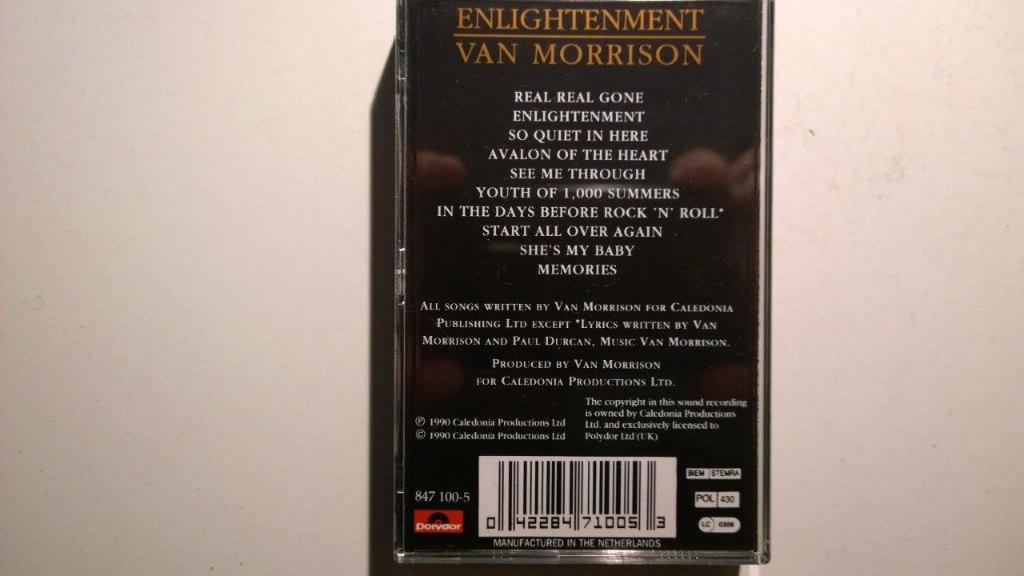 ENLIGHTENMENT
VAN MORRISON
REAL REAL GONE
ENLIGHTENMENT
SO QUIET IN HERE
AVALON OF THE HEART
SEE ME THROUGH
YOUTH OF 1,000 SUMMERS
IN THE DAYS BEFORE ROCK 'N' ROLL*
START ALL OVER AGAIN
SHE'S MY BABY
MEMORIES
ALL SONGS WRITTEN BY VAN MORRISON FOR CALEDONIA
PUBLISHING LTD EXCEPT *LYRICS WRITTEN BY VAN
MORRISON AND PAUL DURCAN, MUSIC VAN MORRISON.
PRODUCED BY VAN MORRISON
FOR CALEDONIA PRODUCTIONS LTD.
℗ 1990 Caledonia Productions Ltd
© 1990 Caledonia Productions Ltd
The copyright in this sound recording
is owned by Caledonia Productions
Ltd. and exclusively licensed to
Polydor Ltd (UK)
847 100-5
Polydor
0 42284 71005 3
MANUFACTURED IN THE NETHERLANDS
BIEM STEMRA
POL 430
LC 0309